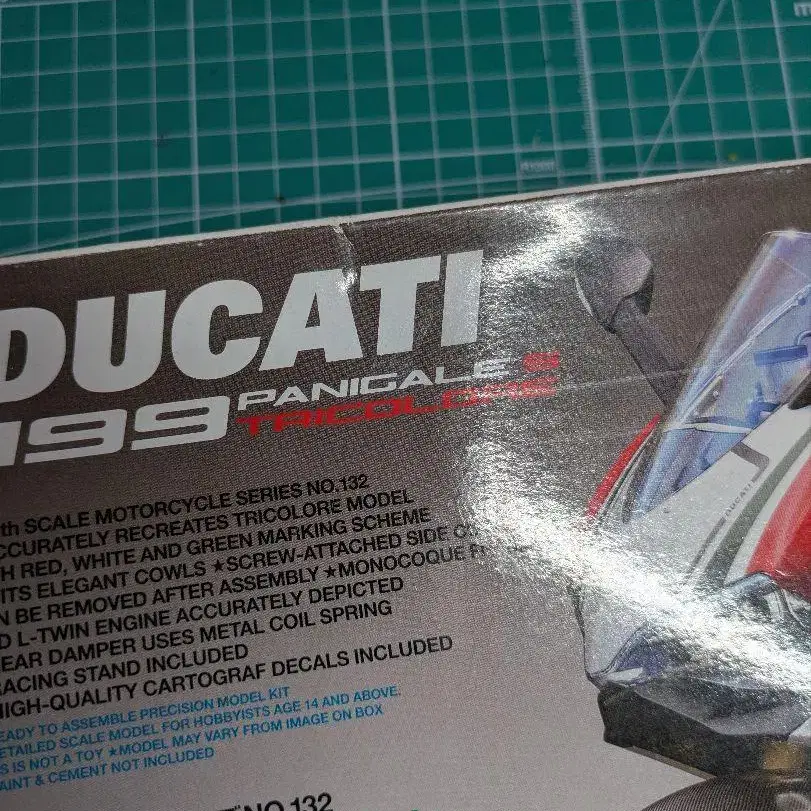 DUCATI
199 PANIGALE S
TRICOLORE
th SCALE MOTORCYCLE SERIES NO.132
CCURATELY RECREATES TRICOLORE MODEL
H RED, WHITE AND GREEN MARKING SCHEME
ITS ELEGANT COWLS ★SCREW-ATTACHED SIDE
N BE REMOVED AFTER ASSEMBLY ★MONOCOQUE
D L-TWIN ENGINE ACCURATELY DEPICTED
EAR DAMPER USES METAL COIL SPRING
RACING STAND INCLUDED
HIGH-QUALITY CARTOGRAF DECALS INCLUDED
EADY TO ASSEMBLE PRECISION MODEL KIT
ETAILED SCALE MODEL FOR HOBBYISTS AGE 14 AND ABOVE.
S IS NOT A TOY ★MODEL MAY VARY FROM IMAGE ON BOX
AINT & CEMENT NOT INCLUDED
NO.132
DUCATI